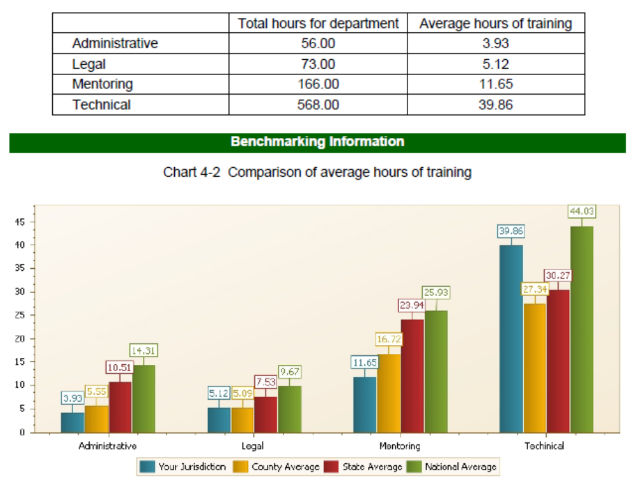 Total hours for department Average hours of training
Administrative 56.00 3.93
Legal 73.00 5.12
Mentoring 166.00 11.65
Technical 568.00 39.86
Benchmarking Information
Chart 4-2 Comparison of average hours of training
45
40
35
30
25
20
15
10
5
0
3.93 5.55 10.51 14.31
5.12 5.09 7.53 9.67
11.65 16.72 23.94 25.93
39.86 27.34 30.27 44.03
Administrative Legal Mentoring Techinical
Your Jurisdiction County Average State Average National Average